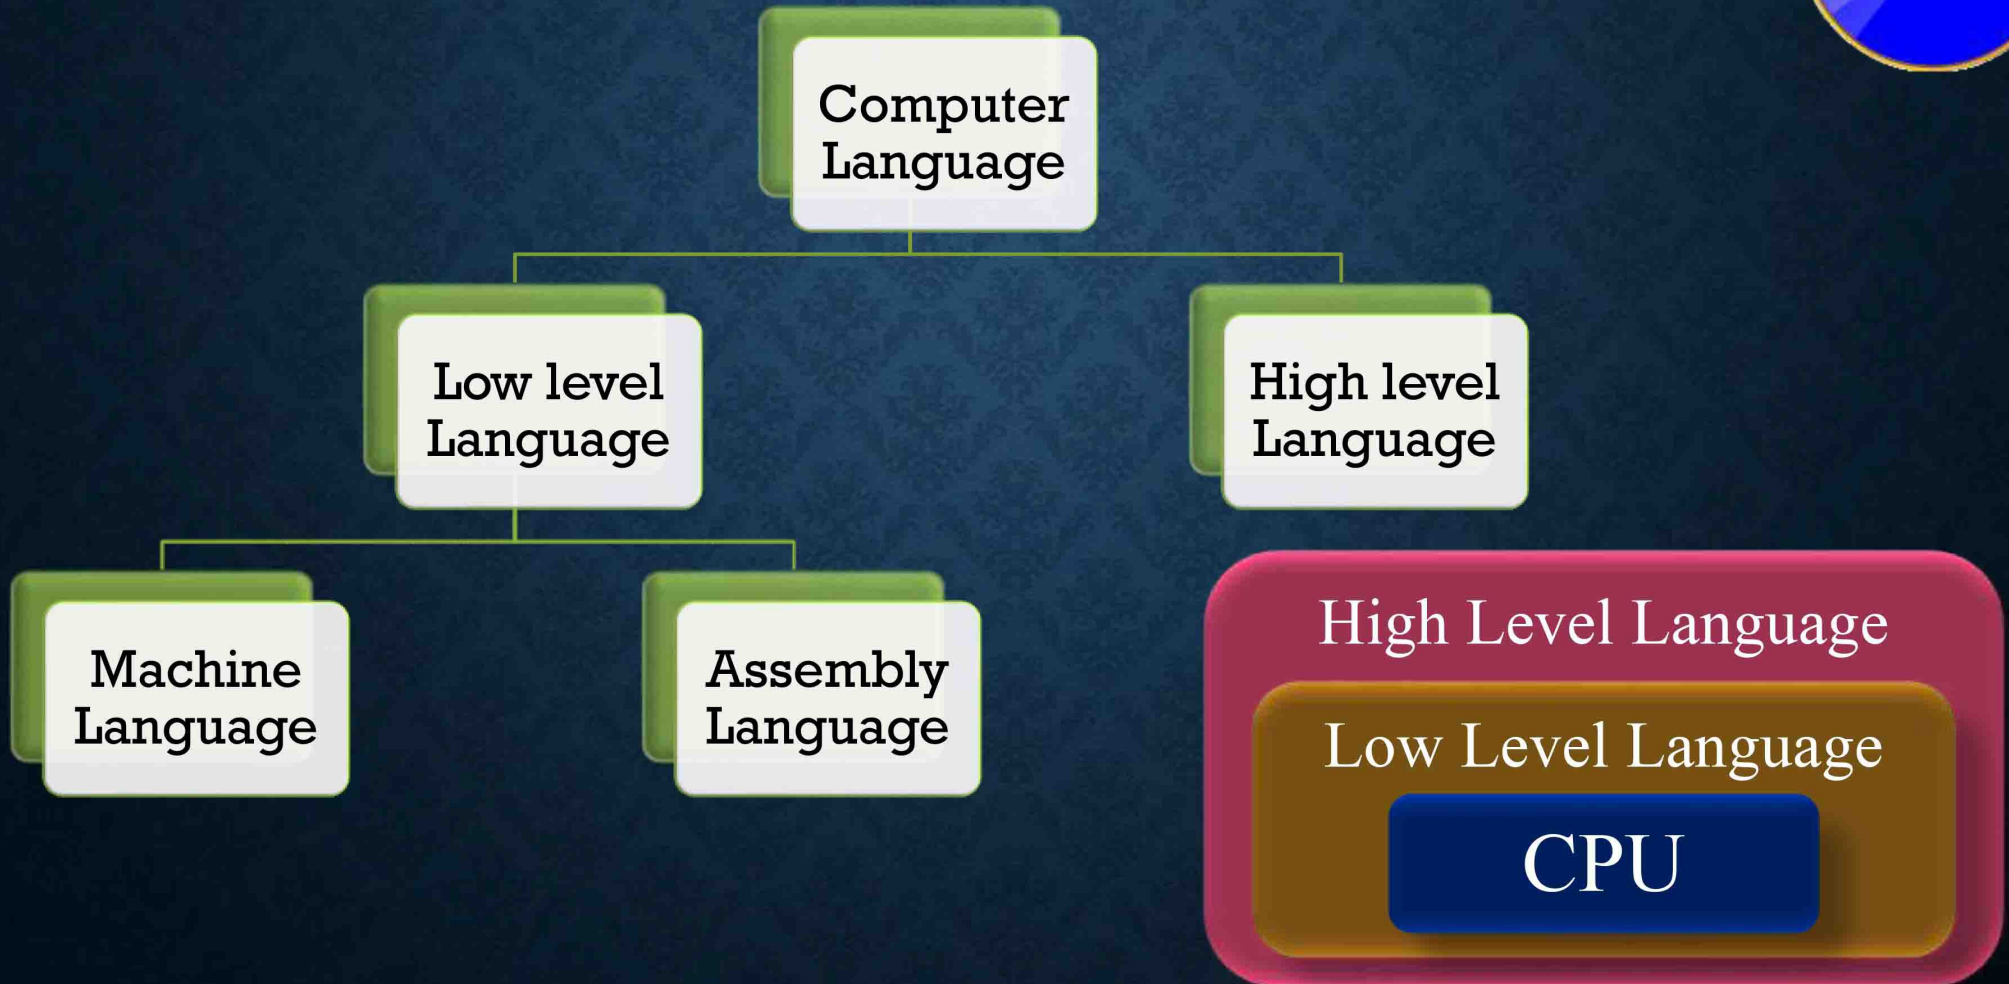 Computer
Language
Low level
Language
High level
Language
Machine
Language
Assembly
Language
High Level Language
Low Level Language
CPU